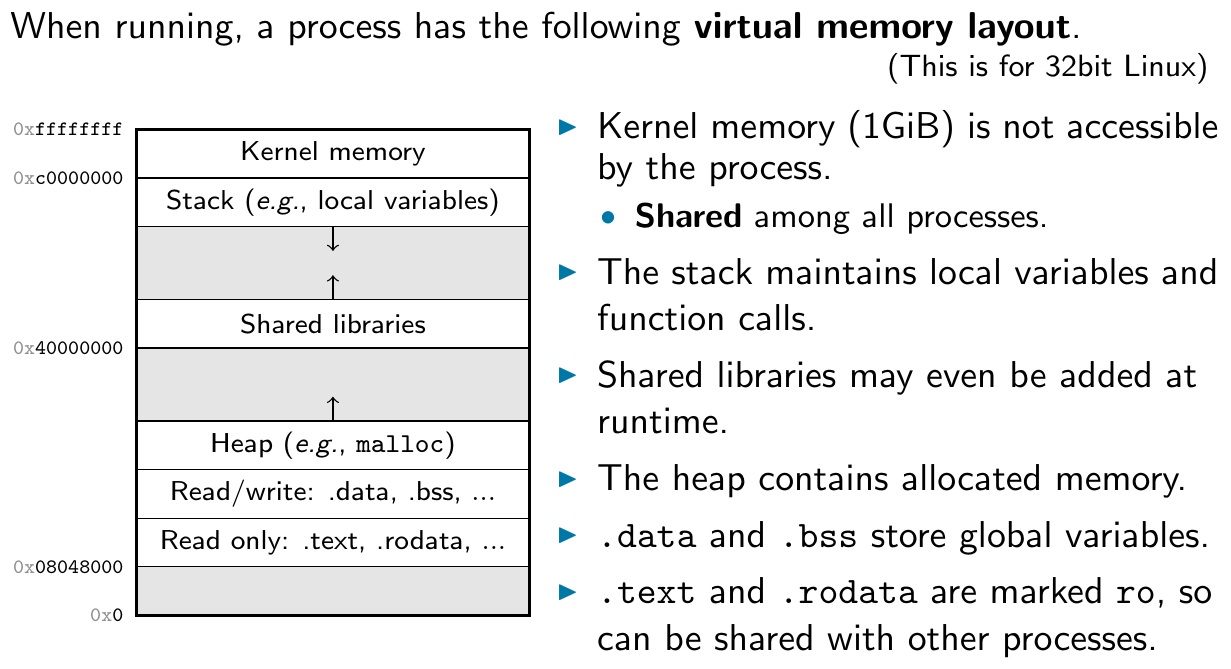 When running, a process has the following virtual memory layout.
(This is for 32bit Linux)
0xffffffff
Kernel memory
0xc0000000
Stack (e.g., local variables)
Shared libraries
0x40000000
Heap (e.g., malloc)
Read/write: .data, .bss, ...
Read only: .text, .rodata, ...
0x08048000
0x0
Kernel memory (1GiB) is not accessible
by the process.
Shared among all processes.
The stack maintains local variables and
function calls.
Shared libraries may even be added at
runtime.
The heap contains allocated memory.
.data and .bss store global variables.
.text and .rodata are marked ro, so
can be shared with other processes.